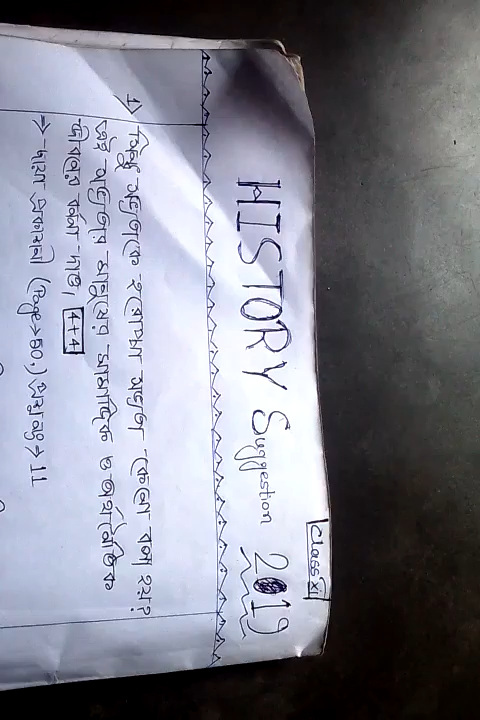 Class XI
HISTORY Suggestion 2019
1) সিন্ধু সভ্যতাকে হরপ্পা সভ্যতা কেন বলা হয়?
এই সভ্যতার মানুষের সামাজিক ও অর্থনৈতিক
জীবনের বর্ণনা দাও, 4+4
→ প্রকাশনী (Page→50,) প্রশ্ন নং→11